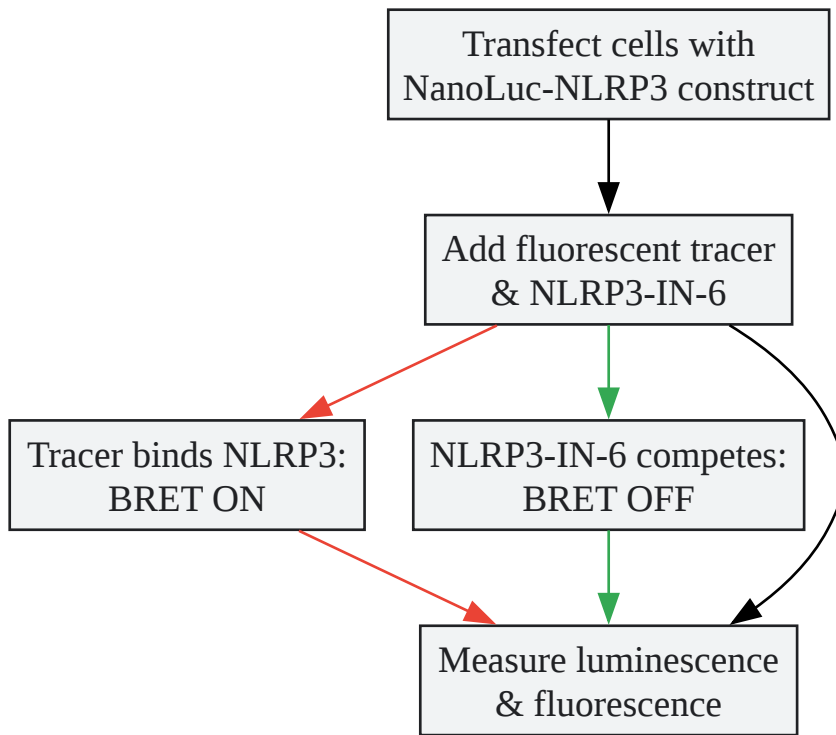 Transfect cells with
NanoLuc-NLRP3 construct
Add fluorescent tracer
& NLRP3-IN-6
Tracer binds NLRP3:
BRET ON
NLRP3-IN-6 competes:
BRET OFF
Measure luminescence
& fluorescence